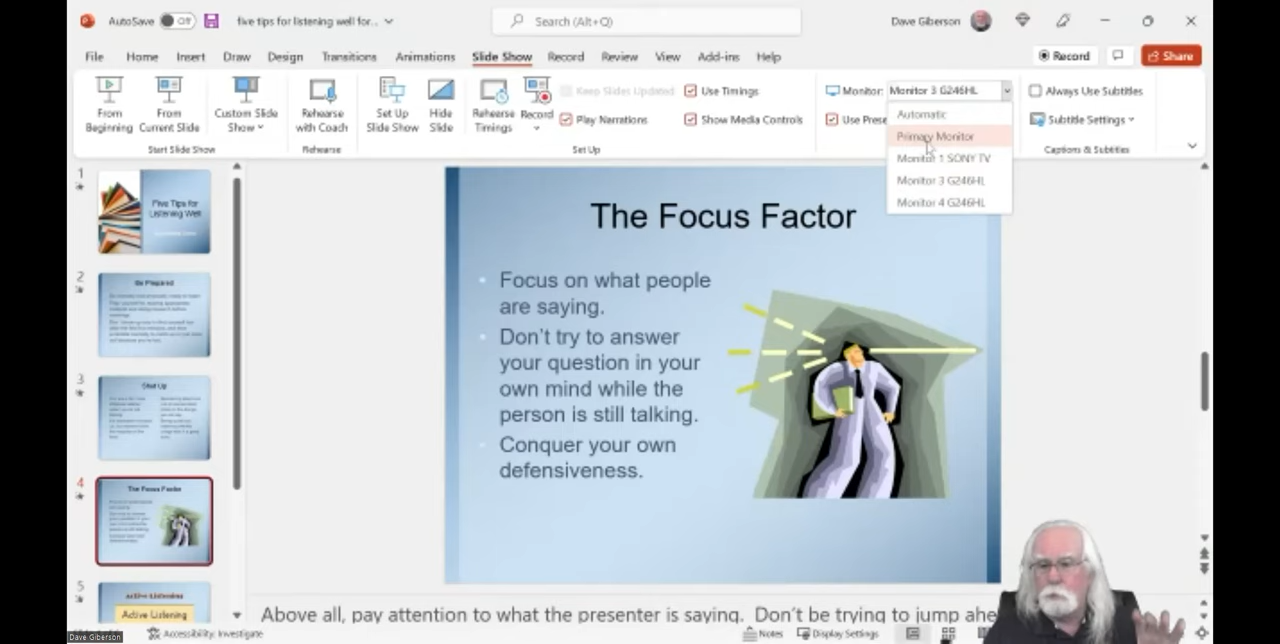 AutoSave Off five tips for listening well for... Search (Alt+Q) Dave Giberson
File Home Insert Draw Design Transitions Animations Slide Show Record Review View Add-ins Help Record Share
From Beginning
From Current Slide
Custom Slide Show
Start Slide Show
Rehearse with Coach
Rehearse
Set Up Slide Show
Hide Slide
Rehearse Timings
Record
Keep Slides Updated
Play Narrations
Use Timings
Show Media Controls
Set Up
Monitor: Monitor 3 G246HL
Use Prese
Automatic
Primary Monitor
Monitor 1 SONY TV
Monitor 3 G246HL
Monitor 4 G246HL
Always Use Subtitles
Subtitle Settings
Captions & Subtitles
1
Five Tips for
Listening Well
2
Be Prepared
3
4
The Focus Factor
5
Active Listening
Active Listening
The Focus Factor
Focus on what people
are saying.
Don't try to answer
your question in your
own mind while the
person is still talking.
Conquer your own
defensiveness.
Above all, pay attention to what the presenter is saying. Don't be trying to jump ahe
Dave Giberson
Accessibility: Investigate Notes Display Settings